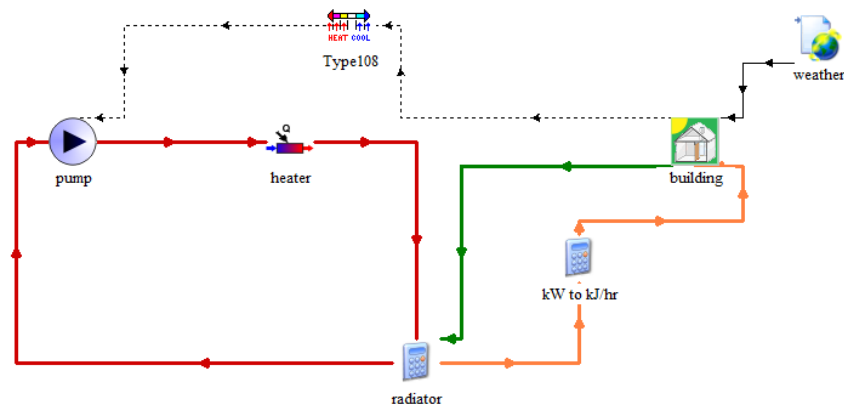 HEAT COOL
Type108
weather
Q
pump
heater
building
kW to kJ/hr
radiator